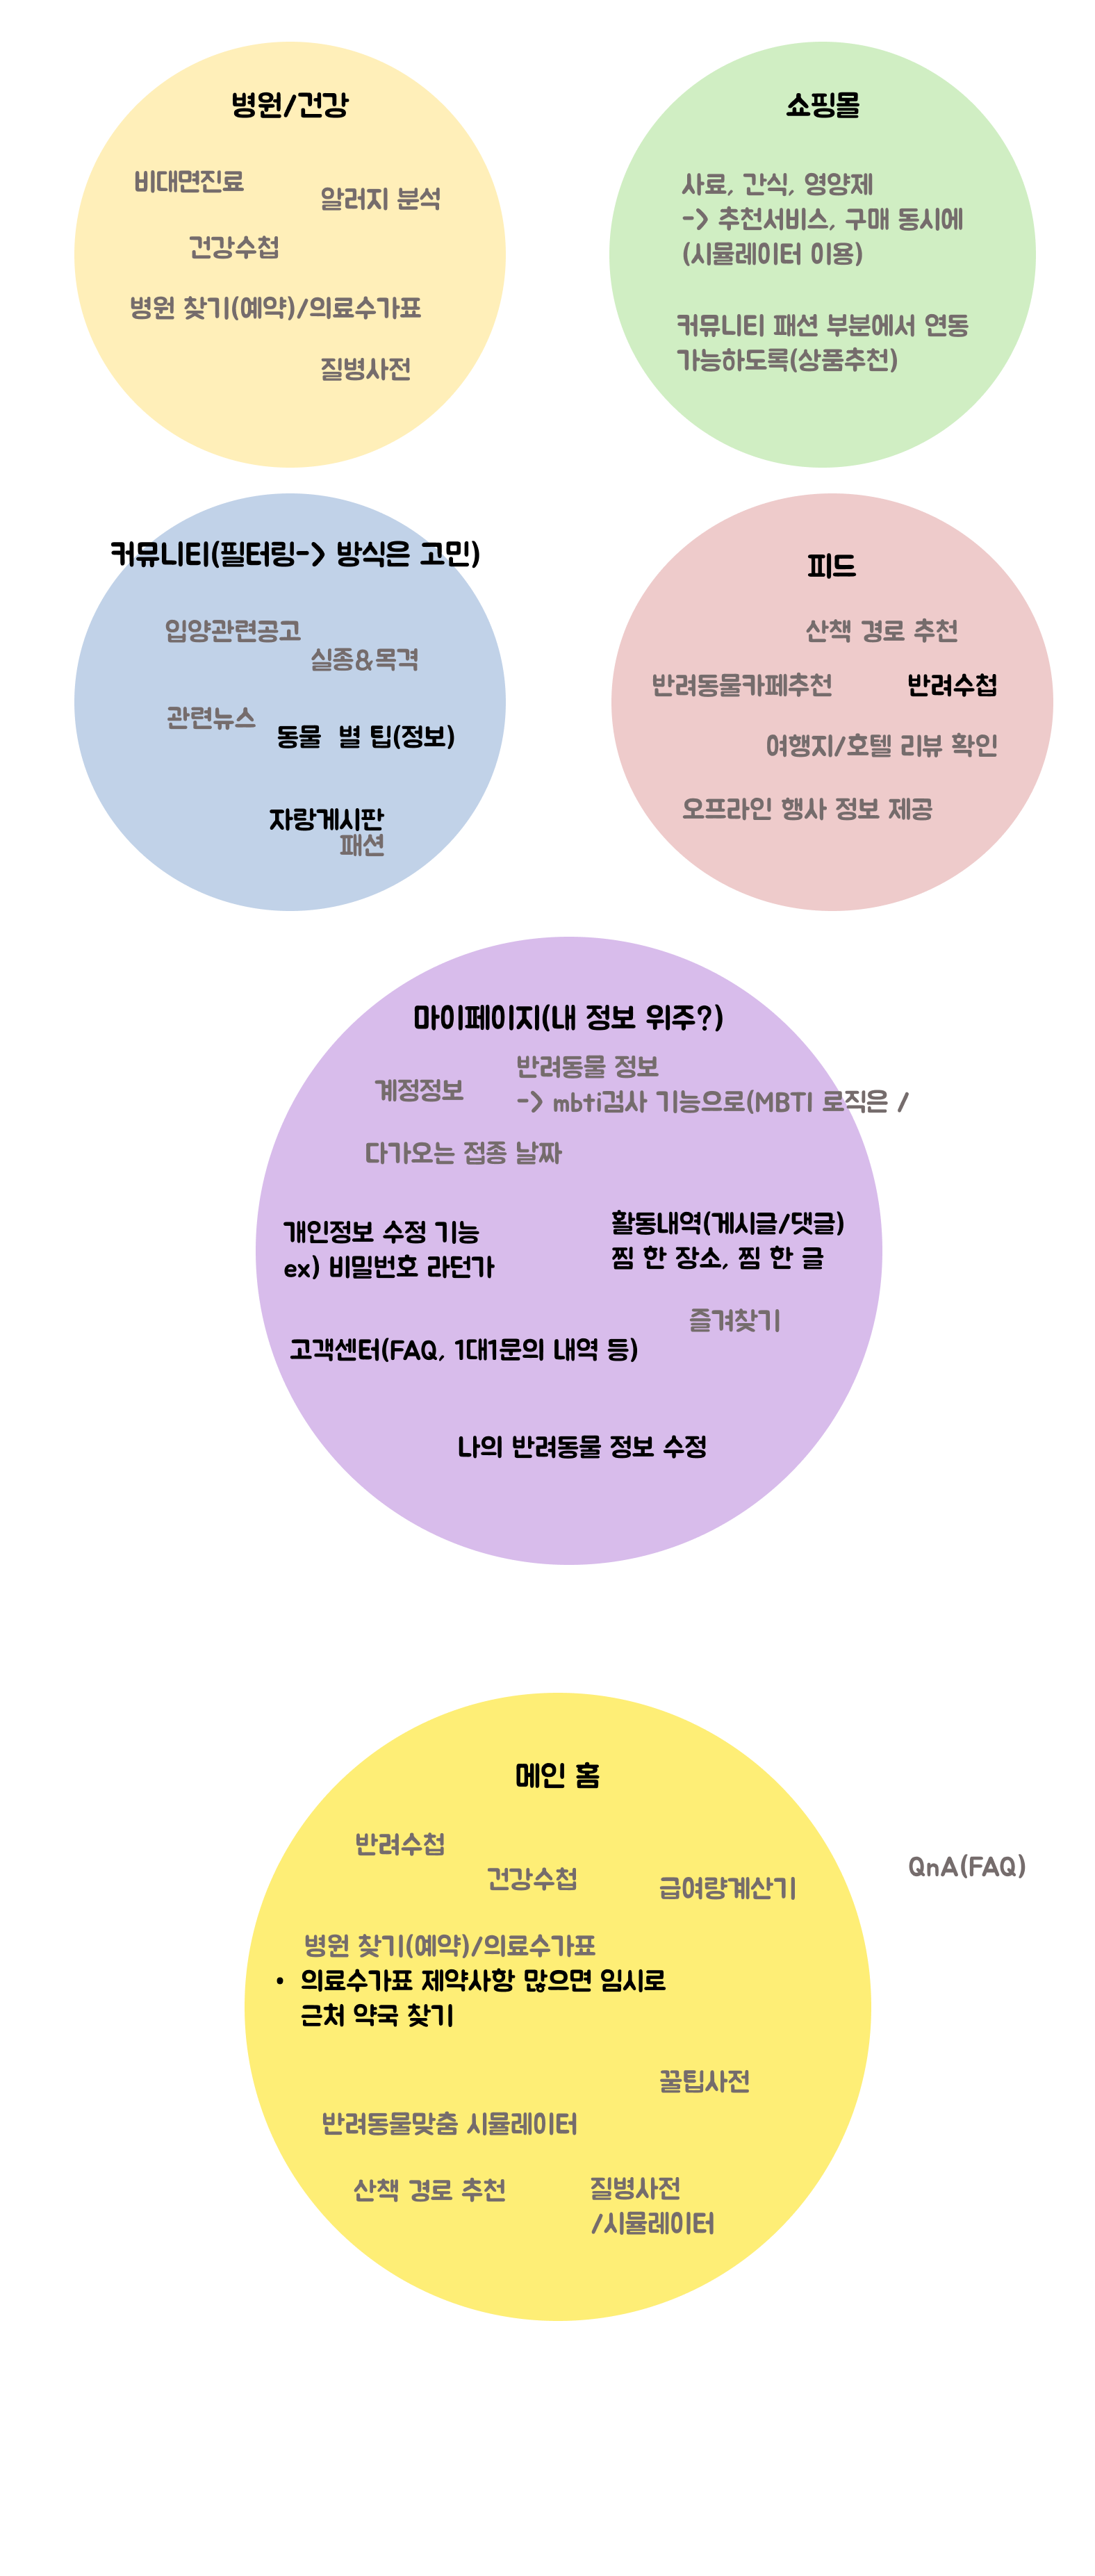 병원/건강
비대면진료
알러지 분석
건강수첩
병원 찾기(예약)/의료수가표
질병사전
쇼핑몰
사료, 간식, 영양제
-> 추천서비스, 구매 동시에
(시뮬레이터 이용)
커뮤니티 패션 부분에서 연동
가능하도록(상품추천)
커뮤니티(필터링-> 방식은 고민)
입양관련공고
실종&목격
관련뉴스
동물 별 팁(정보)
자랑게시판
패션
피드
산책 경로 추천
반려동물카페추천
반려수첩
여행지/호텔 리뷰 확인
오프라인 행사 정보 제공
마이페이지(내 정보 위주?)
계정정보
반려동물 정보
-> mbti검사 기능으로(MBTI 로직은 /
다가오는 접종 날짜
개인정보 수정 기능
ex) 비밀번호 라던가
활동내역(게시글/댓글)
찜 한 장소, 찜 한 글
즐겨찾기
고객센터(FAQ, 1대1문의 내역 등)
나의 반려동물 정보 수정
메인 홈
반려수첩
건강수첩
급여량계산기
QnA(FAQ)
병원 찾기(예약)/의료수가표
• 의료수가표 제약사항 많으면 임시로
근처 약국 찾기
꿀팁사전
반려동물맞춤 시뮬레이터
산책 경로 추천
질병사전
/시뮬레이터